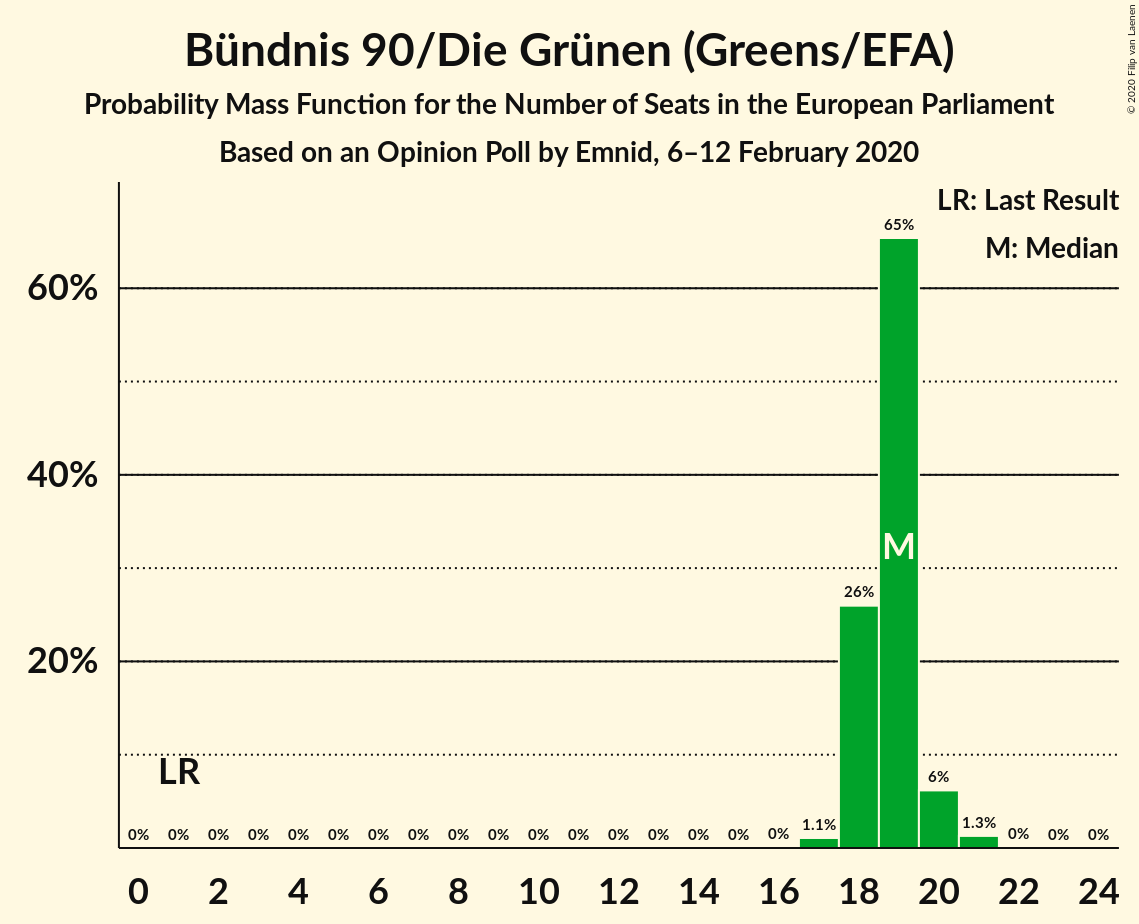 Bündnis 90/Die Grünen (Greens/EFA)
Probability Mass Function for the Number of Seats in the European Parliament
Based on an Opinion Poll by Emnid, 6–12 February 2020
© 2020 Filip van Laenen
LR: Last Result
M: Median
65%
60%
40%
M
26%
20%
LR
6%
0% 0% 0% 0% 0% 0% 0% 0% 0% 0% 0% 0% 0% 0% 0% 0% 0% 1.1% 1.3% 0% 0% 0%
0 2 4 6 8 10 12 14 16 18 20 22 24